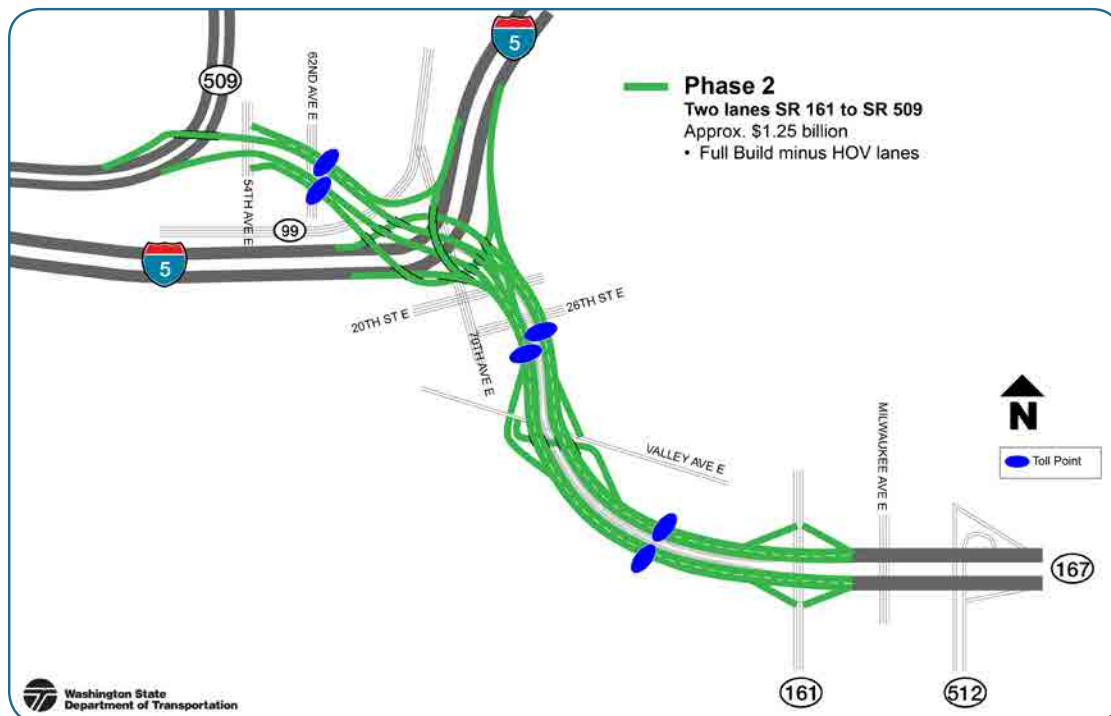 5
509
62ND AVE E
Phase 2
Two lanes SR 161 to SR 509
Approx. $1.25 billion
• Full Build minus HOV lanes
54TH AVE E
99
5
20TH ST E
26TH ST E
70TH AVE E
N
Toll Point
VALLEY AVE E
MILWAUKEE AVE E
167
161
512
Washington State
Department of Transportation